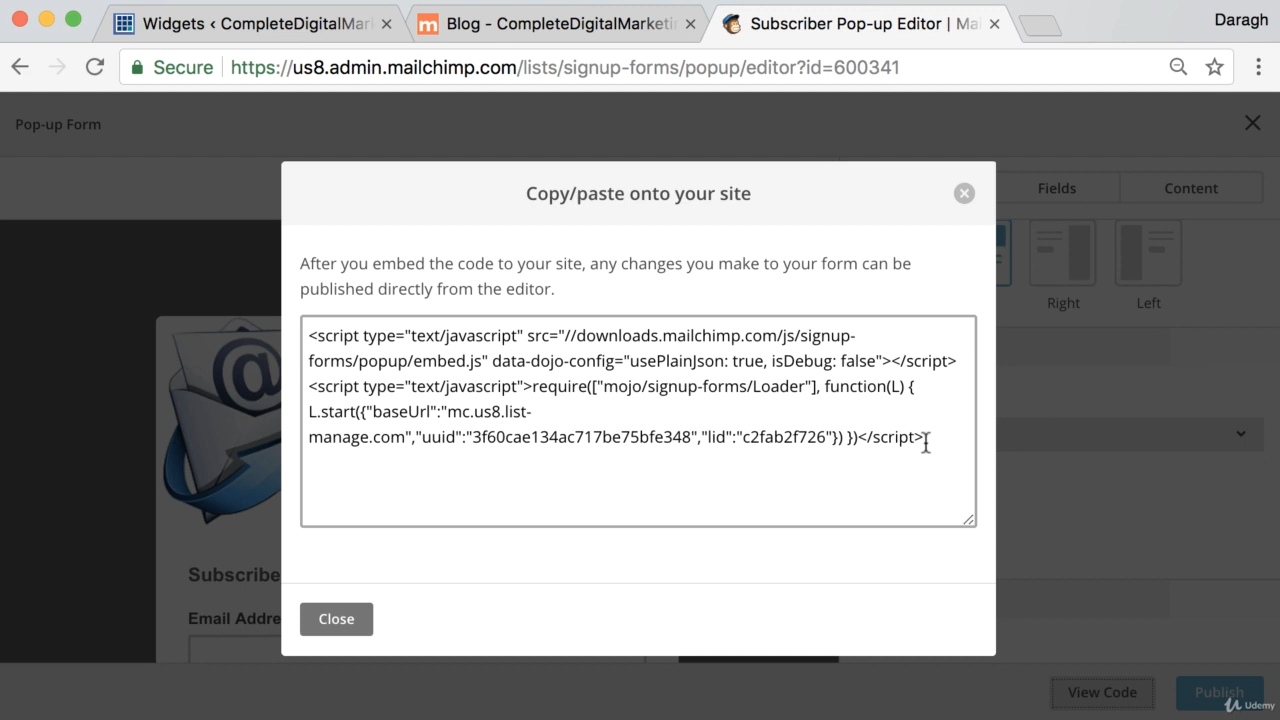 Widgets ‹ CompleteDigitalMar
Blog - CompleteDigitalMarketi
Subscriber Pop-up Editor | Ma
Daragh
Secure
https://us8.admin.mailchimp.com/lists/signup-forms/popup/editor?id=600341
Pop-up Form
Fields
Content
Right
Left
Copy/paste onto your site
After you embed the code to your site, any changes you make to your form can be
published directly from the editor.
<script type="text/javascript" src="//downloads.mailchimp.com/js/signup-
forms/popup/embed.js" data-dojo-config="usePlainJson: true, isDebug: false"></script>
<script type="text/javascript">require(["mojo/signup-forms/Loader"], function(L) {
L.start({"baseUrl":"mc.us8.list-
manage.com","uuid":"3f60cae134ac717be75bfe348","lid":"c2fab2f726"}) })</script>
Subscribe
Email Addre
Close
View Code
Publish
Udemy